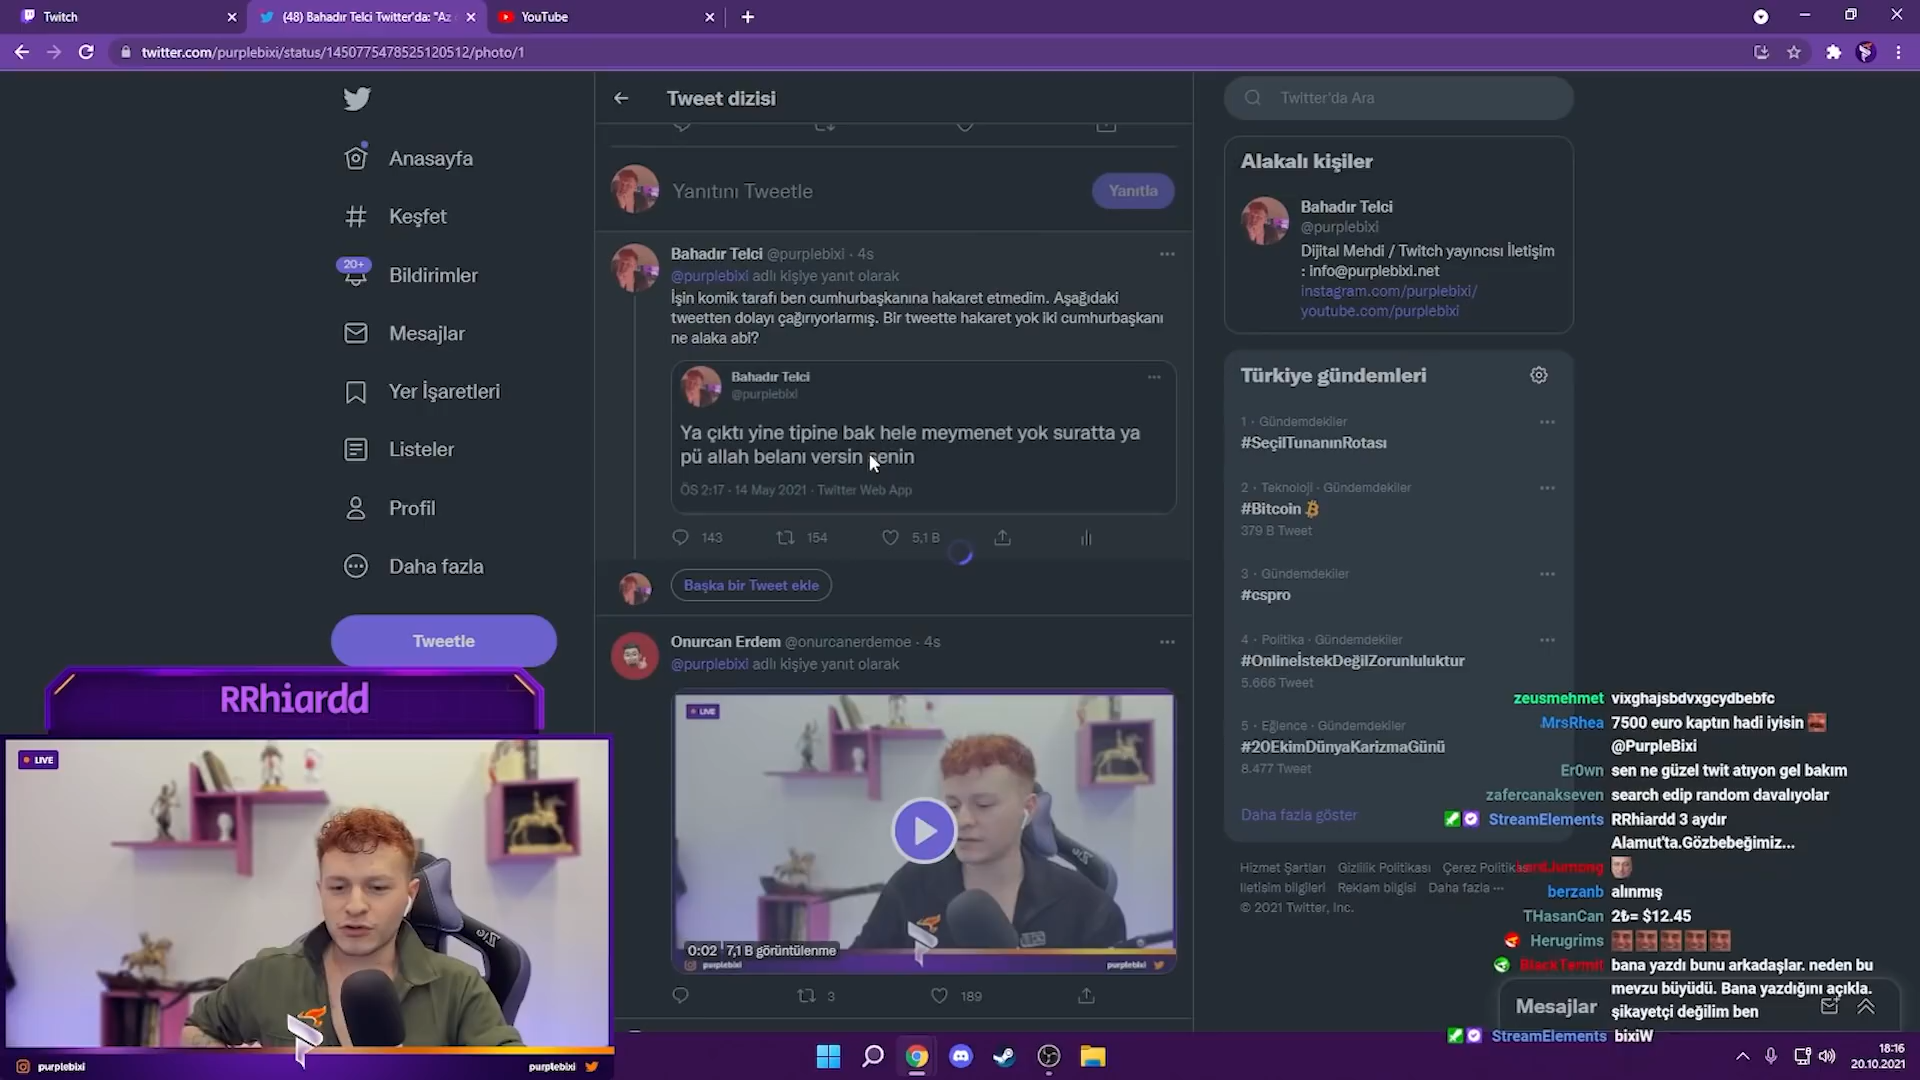 Twitch
(48) Bahadır Telci Twitter'da: "Az
YouTube
twitter.com/purplebixi/status/1450775478525120512/photo/1
Anasayfa
Keşfet
20+
Bildirimler
Mesajlar
Yer İşaretleri
Listeler
Profil
Daha fazla
Tweetle
Tweet dizisi
Yanıtını Tweetle
Yanıtla
Bahadır Telci @purplebixi · 4s
@purplebixi adlı kişiye yanıt olarak
İşin komik tarafı ben cumhurbaşkanına hakaret etmedim. Aşağıdaki
tweetten dolayı çağırıyorlarmış. Bir tweette hakaret yok iki cumhurbaşkanı
ne alaka abi?
Bahadır Telci
@purplebixi
Ya çıktı yine tipine bak hele meymenet yok suratta ya
pü allah belanı versin senin
ÖS 2:17 · 14 May 2021 · Twitter Web App
143
154
5,1 B
Başka bir Tweet ekle
Onurcan Erdem @onurcanerdemoe · 4s
@purplebixi adlı kişiye yanıt olarak
LIVE
0:02 7,1 B görüntülenme
purplebixi
purplebixi
3
189
Twitter'da Ara
Alakalı kişiler
Bahadır Telci
@purplebixi
Dijital Mehdi / Twitch yayıncısı İletişim
: info@purplebixi.net
instagram.com/purplebixi/
youtube.com/purplebixi
Türkiye gündemleri
1 · Gündemdekiler
#SeçilTunanınRotası
2 · Teknoloji · Gündemdekiler
#Bitcoin
379 B Tweet
3 · Gündemdekiler
#cspro
4 · Politika · Gündemdekiler
#OnlineİstekDeğilZorunluluktur
5.666 Tweet
5 · Eğlence · Gündemdekiler
#20EkimDünyaKarizmaGünü
8.477 Tweet
Daha fazla göster
Hizmet Şartları Gizlilik Politikası Çerez Politikası
İletişim bilgileri Reklam bilgisi Daha fazla ···
© 2021 Twitter, Inc.
Mesajlar
zeusmehmet vixghajsbdvxgcydbebfc
MrsRhea 7500 euro kaptın hadi iyisin
@PurpleBixi
Er0wn sen ne güzel twit atıyon gel bakım
zafercanakseven search edip random davalıyolar
StreamElements RRhiardd 3 aydır
Alamut'ta.Gözbebeğimiz...
berzanb alınmış
THasanCan 2₺= $12.45
Herugrims
BlackTermit bana yazdı bunu arkadaşlar. neden bu
mevzu büyüdü. Bana yazdığını açıkla.
şikayetçi değilim ben
StreamElements bixiW
RRhiardd
LIVE
purplebixi
purplebixi
18:16
20.10.2021